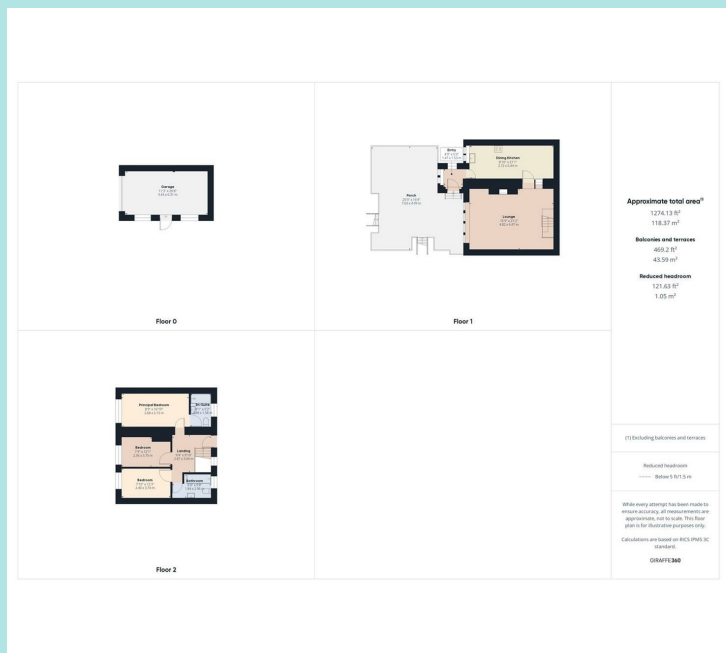 Garage
Floor 0
Entry
Dining Kitchen
Porch
Lounge
Floor 1
Principal Bedroom
En Suite
Bedroom
Landing
Bedroom
Bathroom
Floor 2
Approximate total area⁽¹⁾
1274.13 ft²
118.37 m²
Balconies and terraces
469.2 ft²
43.59 m²
Reduced headroom
121.63 ft²
1.05 m²
(1) Excluding balconies and terraces
Reduced headroom
Below 5 ft/1.5 m
While every attempt has been made to
ensure accuracy, all measurements are
approximate, not to scale. This floor
plan is for illustrative purposes only.
Calculations are based on RICS IPMS 3C
standard.
GIRAFFE360